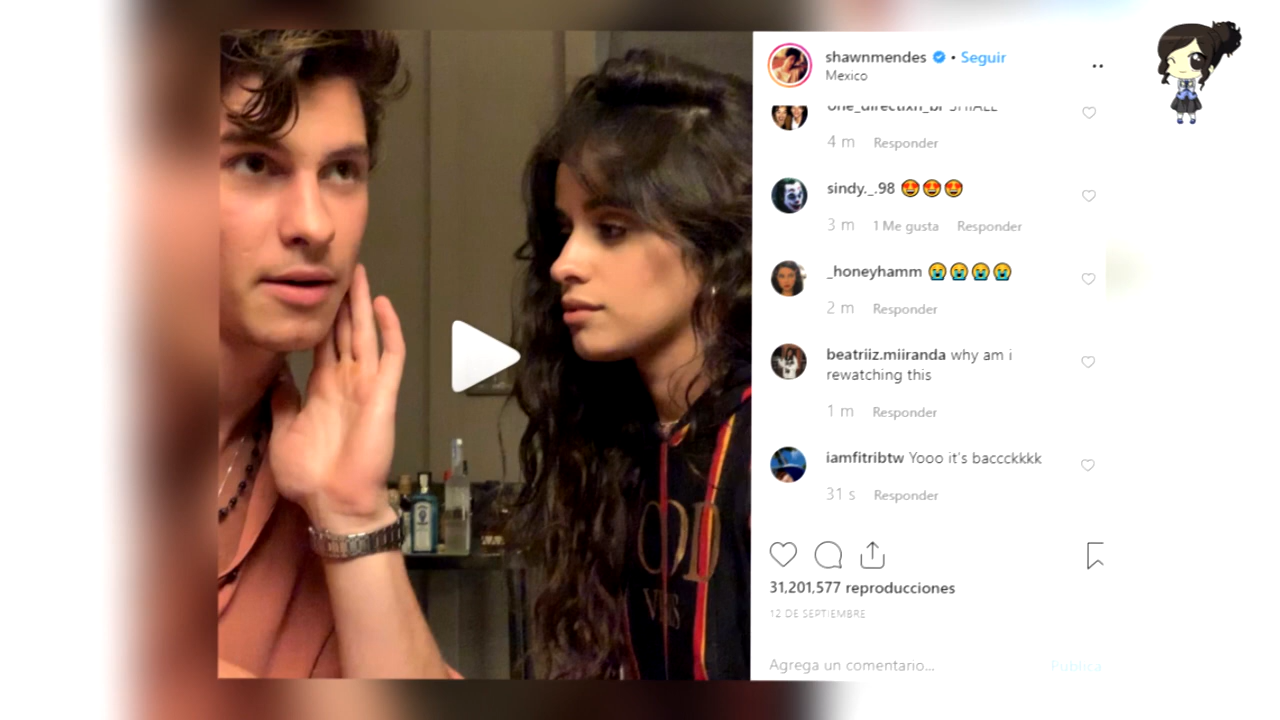 shawnmendes • Seguir
Mexico
4 m Responder
sindy._.98 😍😍😍
3 m 1 Me gusta Responder
_honeyhamm 😭😭😭😭
2 m Responder
beatriiz.miiranda why am i
rewatching this
1 m Responder
iamfitribtw Yooo it's baccckkkk
31 s Responder
31,201,577 reproducciones
12 DE SEPTIEMBRE
Agrega un comentario...
Publica